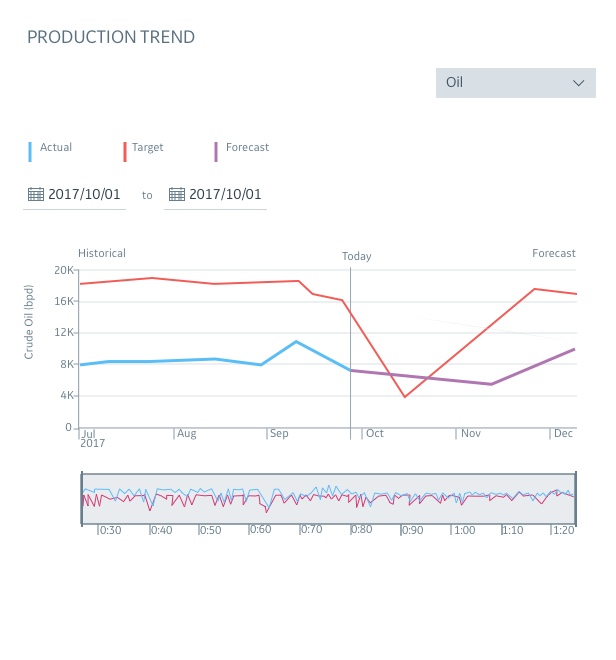 PRODUCTION TREND
Oil
Actual Target Forecast
2017/10/01 to 2017/10/01
Historical Today Forecast
Crude Oil (bpd)
20K
16K
12K
8K
4K
0
Jul Aug Sep Oct Nov Dec
2017
0:30 0:40 0:50 0:60 0:70 0:80 0:90 1:00 1:10 1:20